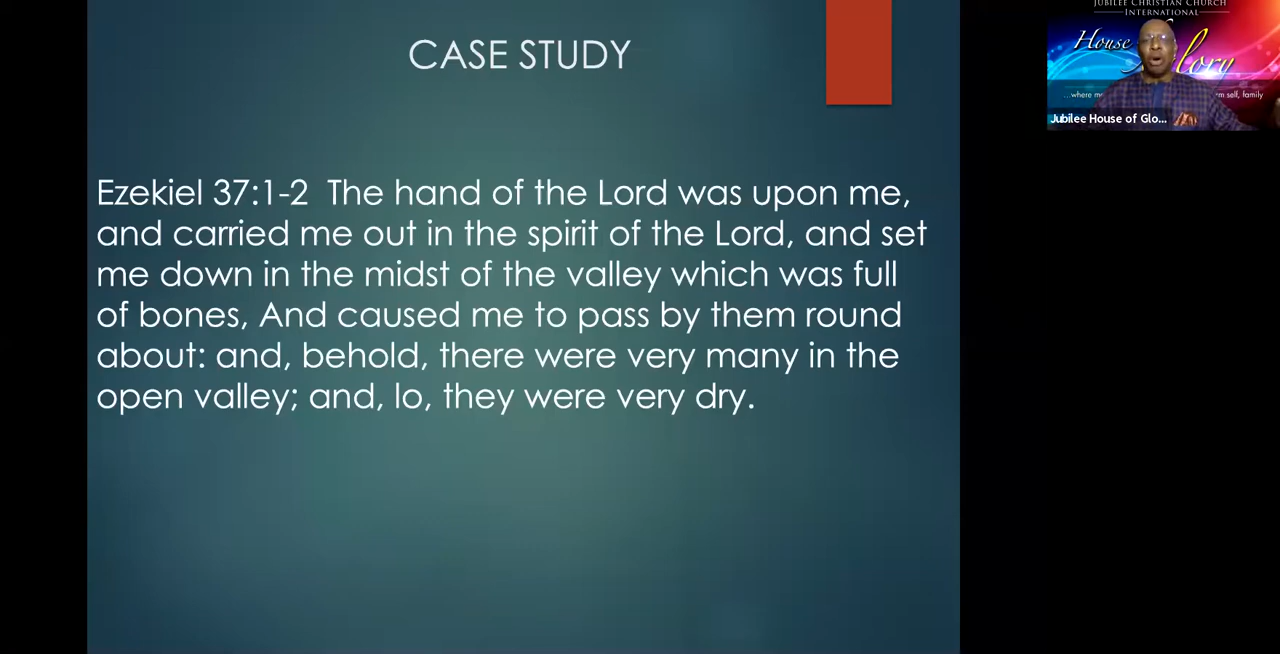 CASE STUDY
Ezekiel 37:1-2 The hand of the Lord was upon me,
and carried me out in the spirit of the Lord, and set
me down in the midst of the valley which was full
of bones, And caused me to pass by them round
about: and, behold, there were very many in the
open valley; and, lo, they were very dry.
JUBILEE CHRISTIAN CHURCH
INTERNATIONAL
House
...where
self, family
Jubilee House of Glo...